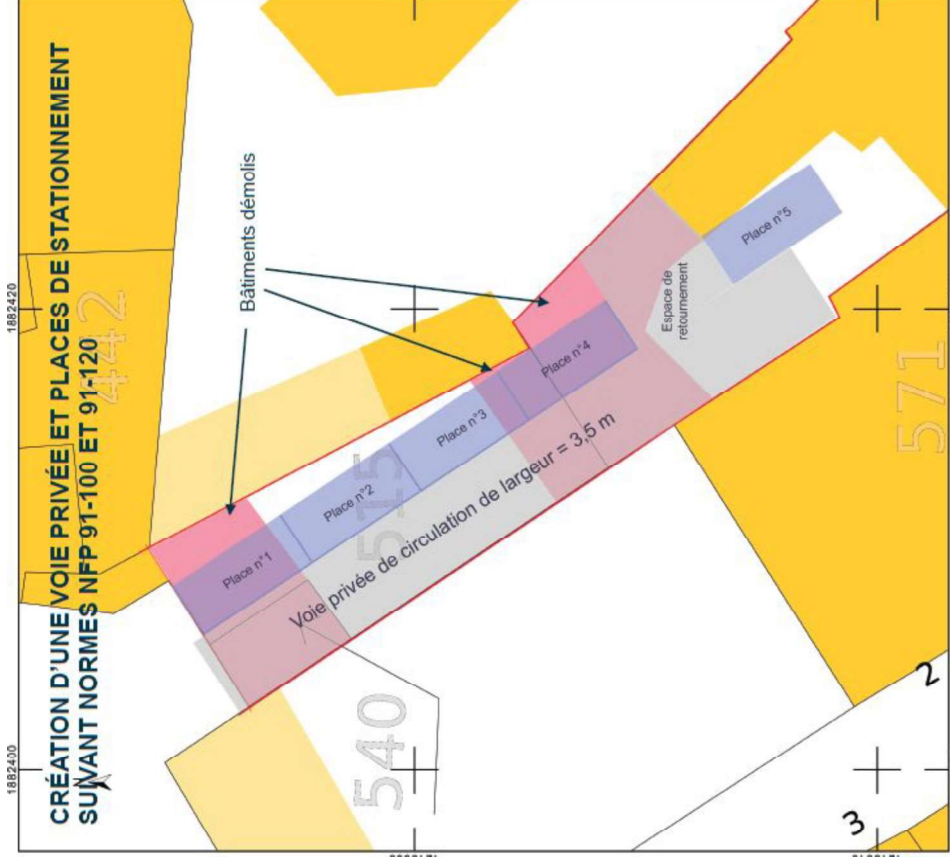 CRÉATION D'UNE VOIE PRIVÉE ET PLACES DE STATIONNEMENT
SUIVANT NORMES NFP 91-100 ET 91-120
1882420
1882400
442
Bâtiments démolis
Place n°1
Place n°2
Place n°3
Place n°4
Place n°5
Espace de
retournement
Voie privée de circulation de largeur = 3,5 m
515
540
571
2
3